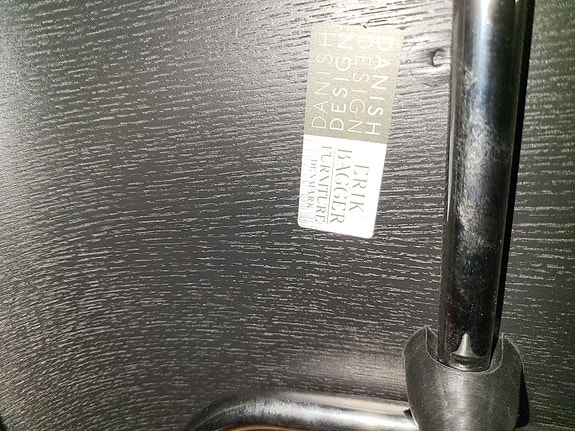 DANISH
DESIGN
DANISH
DESIGN
ERIK
BAGGER
FURNITURE
DENMARK